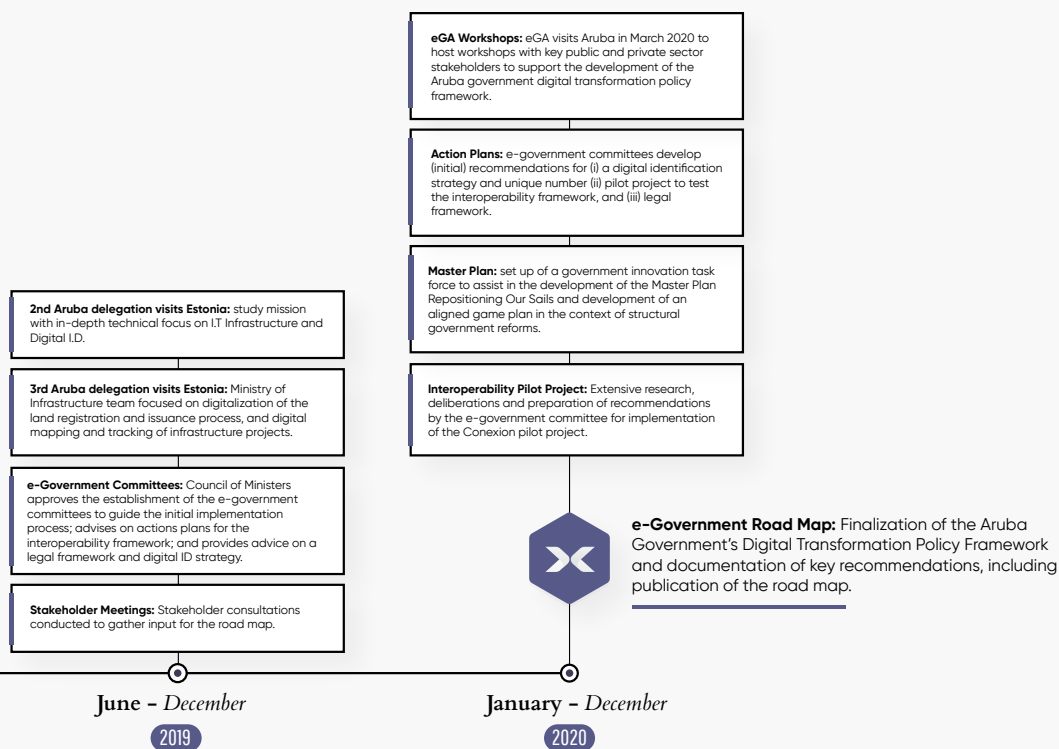 2nd Aruba delegation visits Estonia: study mission
with in-depth technical focus on I.T Infrastructure and
Digital I.D.
3rd Aruba delegation visits Estonia: Ministry of
Infrastructure team focused on digitalization of the
land registration and issuance process, and digital
mapping and tracking of infrastructure projects.
e-Government Committees: Council of Ministers
approves the establishment of the e-government
committees to guide the initial implementation
process; advises on actions plans for the
interoperability framework; and provides advice on a
legal framework and digital ID strategy.
Stakeholder Meetings: Stakeholder consultations
conducted to gather input for the road map.
June - December
2019
eGA Workshops: eGA visits Aruba in March 2020 to
host workshops with key public and private sector
stakeholders to support the development of the
Aruba government digital transformation policy
framework.
Action Plans: e-government committees develop
(initial) recommendations for (i) a digital identification
strategy and unique number (ii) pilot project to test
the interoperability framework, and (iii) legal
framework.
Master Plan: set up of a government innovation task
force to assist in the development of the Master Plan
Repositioning Our Sails and development of an
aligned game plan in the context of structural
government reforms.
Interoperability Pilot Project: Extensive research,
deliberations and preparation of recommendations
by the e-government committee for implementation
of the Conexion pilot project.
e-Government Road Map: Finalization of the Aruba
Government's Digital Transformation Policy Framework
and documentation of key recommendations, including
publication of the road map.
January - December
2020